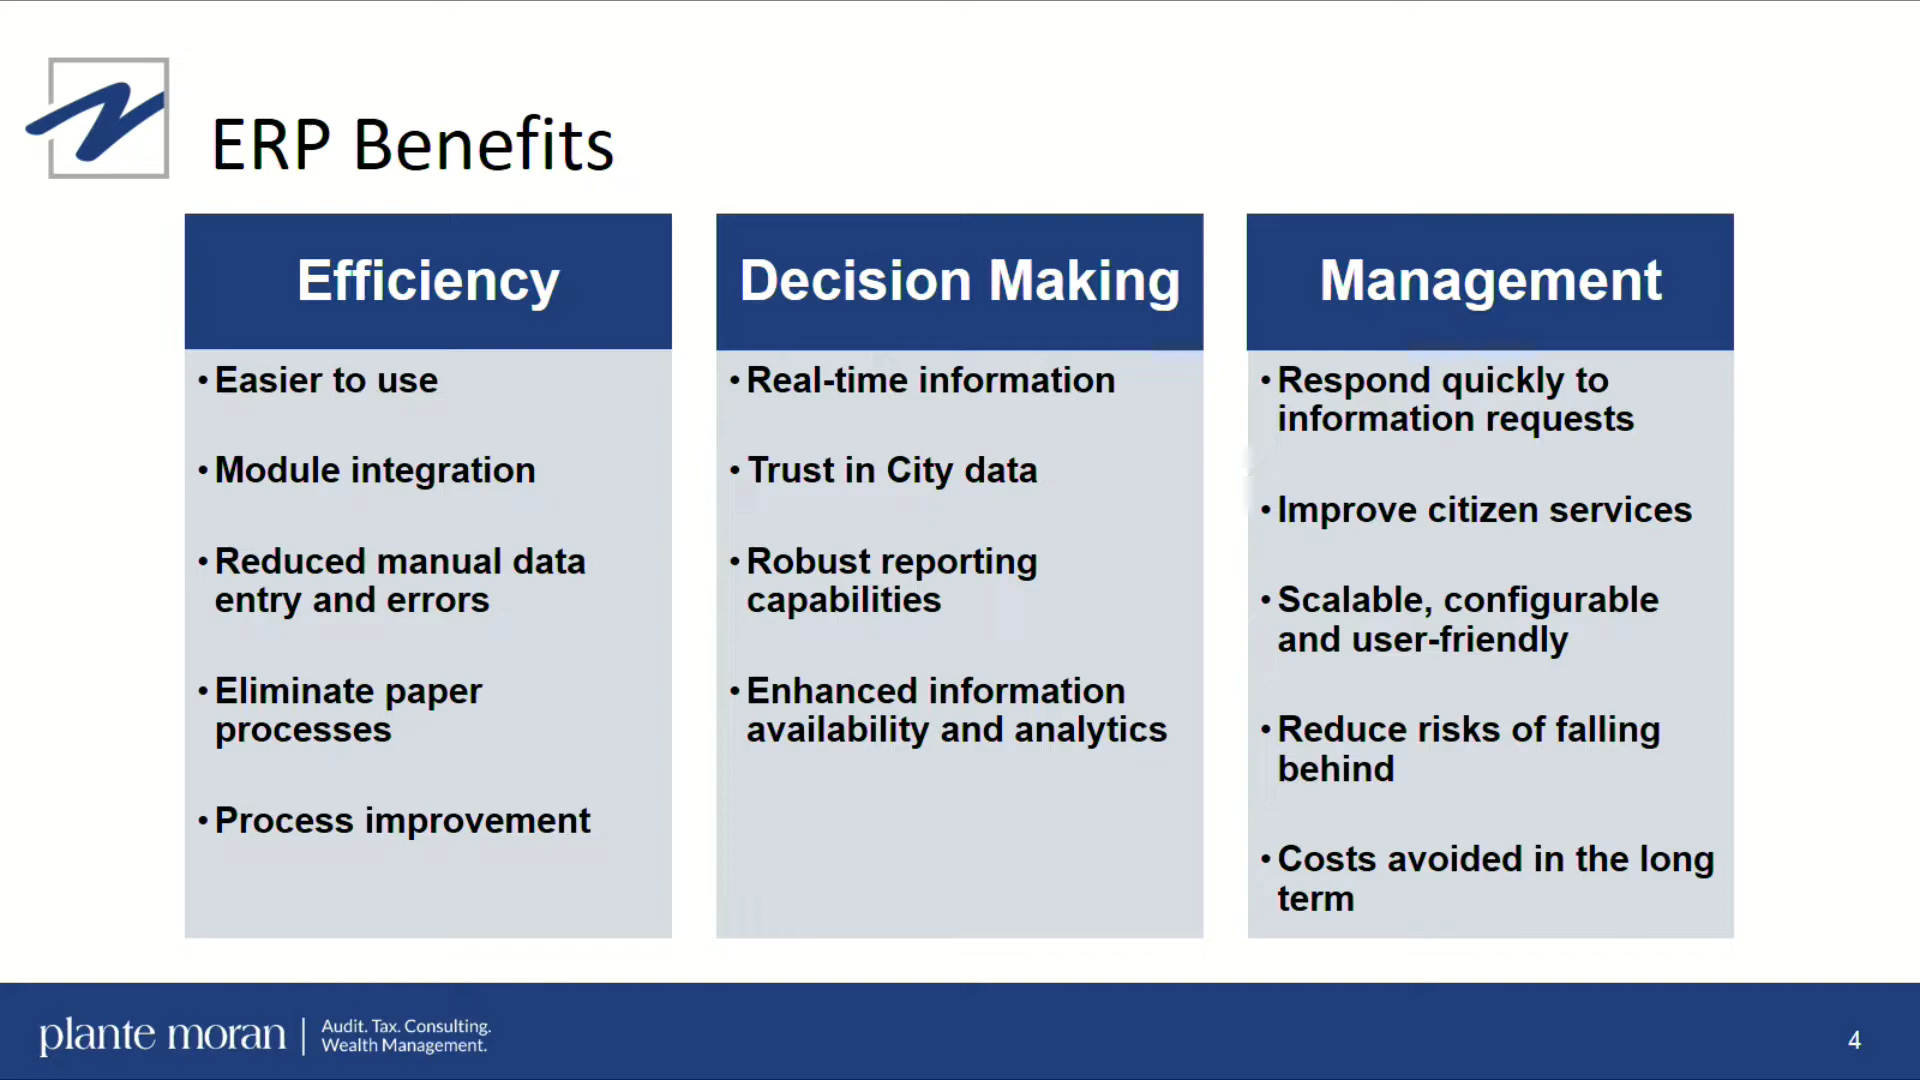 ERP Benefits
Efficiency
• Easier to use
• Module integration
• Reduced manual data
entry and errors
• Eliminate paper
processes
• Process improvement
Decision Making
• Real-time information
• Trust in City data
• Robust reporting
capabilities
• Enhanced information
availability and analytics
Management
• Respond quickly to
information requests
• Improve citizen services
• Scalable, configurable
and user-friendly
• Reduce risks of falling
behind
• Costs avoided in the long
term
plante moran
Audit. Tax. Consulting.
Wealth Management.
4